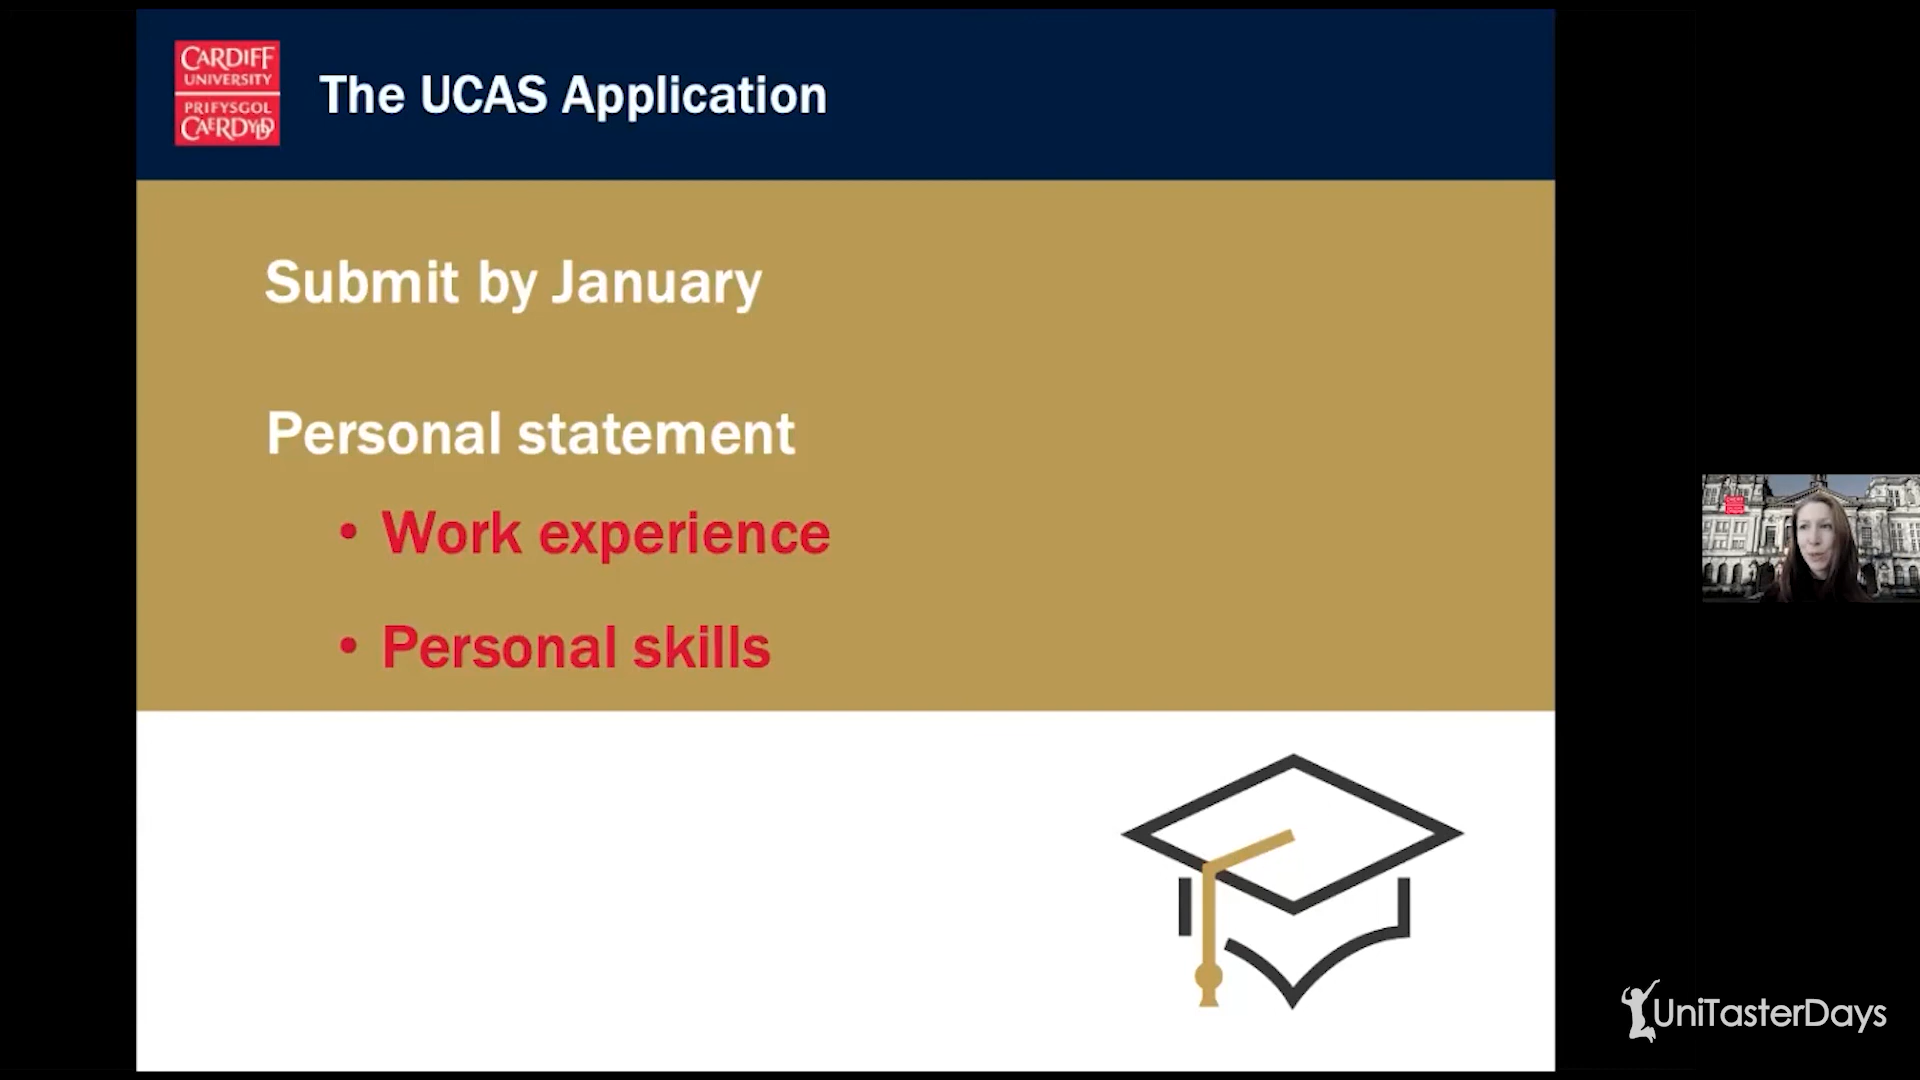 CARDIFF
UNIVERSITY
PRIFYSGOL
CAERDYDD
The UCAS Application
Submit by January
Personal statement
• Work experience
• Personal skills
UniTasterDays